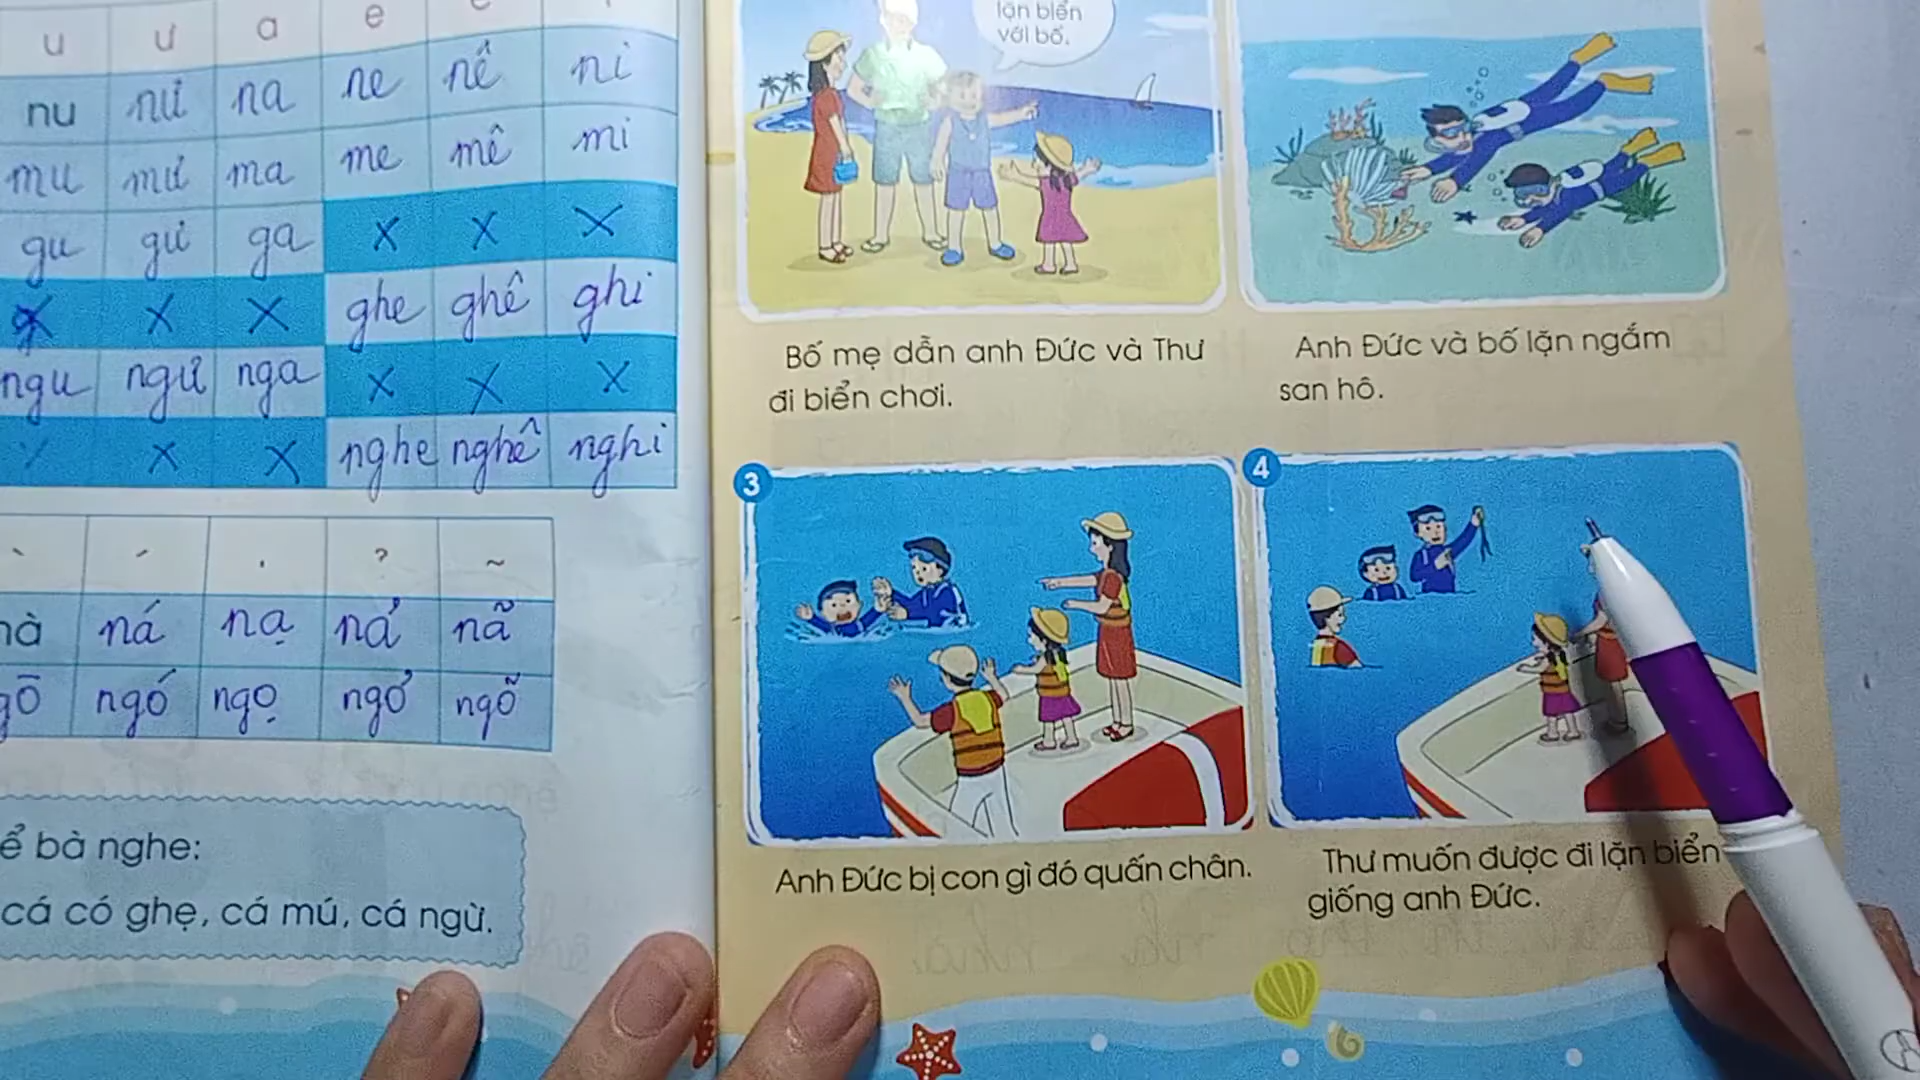 u ư a e
nu nư na ne nê ni
mu mư ma me mê mi
gu gư ga x x x
x x x ghe ghê ghi
ngu ngư nga x x x
x x x nghe nghê nghi
` ´ . ? ~
ná nạ nả nã
ngó ngọ ngỏ ngõ
bà nghe:
cá có ghẹ, cá mú, cá ngừ.
lặn biển
với bố.
Bố mẹ dẫn anh Đức và Thư
đi biển chơi.
Anh Đức và bố lặn ngắm
san hô.
3
Anh Đức bị con gì đó quấn chân.
4
Thư muốn được đi lặn biển
giống anh Đức.